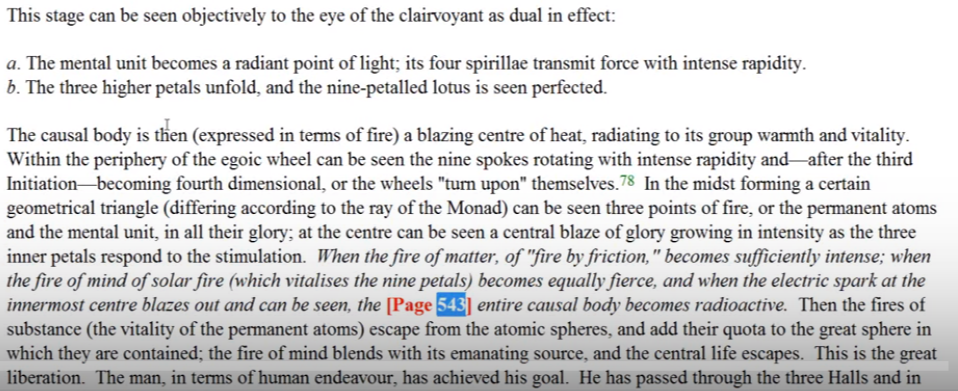 This stage can be seen objectively to the eye of the clairvoyant as dual in effect:
a. The mental unit becomes a radiant point of light; its four spirillae transmit force with intense rapidity.
b. The three higher petals unfold, and the nine-petalled lotus is seen perfected.
The causal body is then (expressed in terms of fire) a blazing centre of heat, radiating to its group warmth and vitality.
Within the periphery of the egoic wheel can be seen the nine spokes rotating with intense rapidity and—after the third
Initiation—becoming fourth dimensional, or the wheels "turn upon" themselves.78 In the midst forming a certain
geometrical triangle (differing according to the ray of the Monad) can be seen three points of fire, or the permanent atoms
and the mental unit, in all their glory; at the centre can be seen a central blaze of glory growing in intensity as the three
inner petals respond to the stimulation. When the fire of matter, of "fire by friction," becomes sufficiently intense; when
the fire of mind of solar fire (which vitalises the nine petals) becomes equally fierce, and when the electric spark at the
innermost centre blazes out and can be seen, the [Page 543] entire causal body becomes radioactive. Then the fires of
substance (the vitality of the permanent atoms) escape from the atomic spheres, and add their quota to the great sphere in
which they are contained; the fire of mind blends with its emanating source, and the central life escapes. This is the great
liberation. The man, in terms of human endeavour, has achieved his goal. He has passed through the three Halls and in